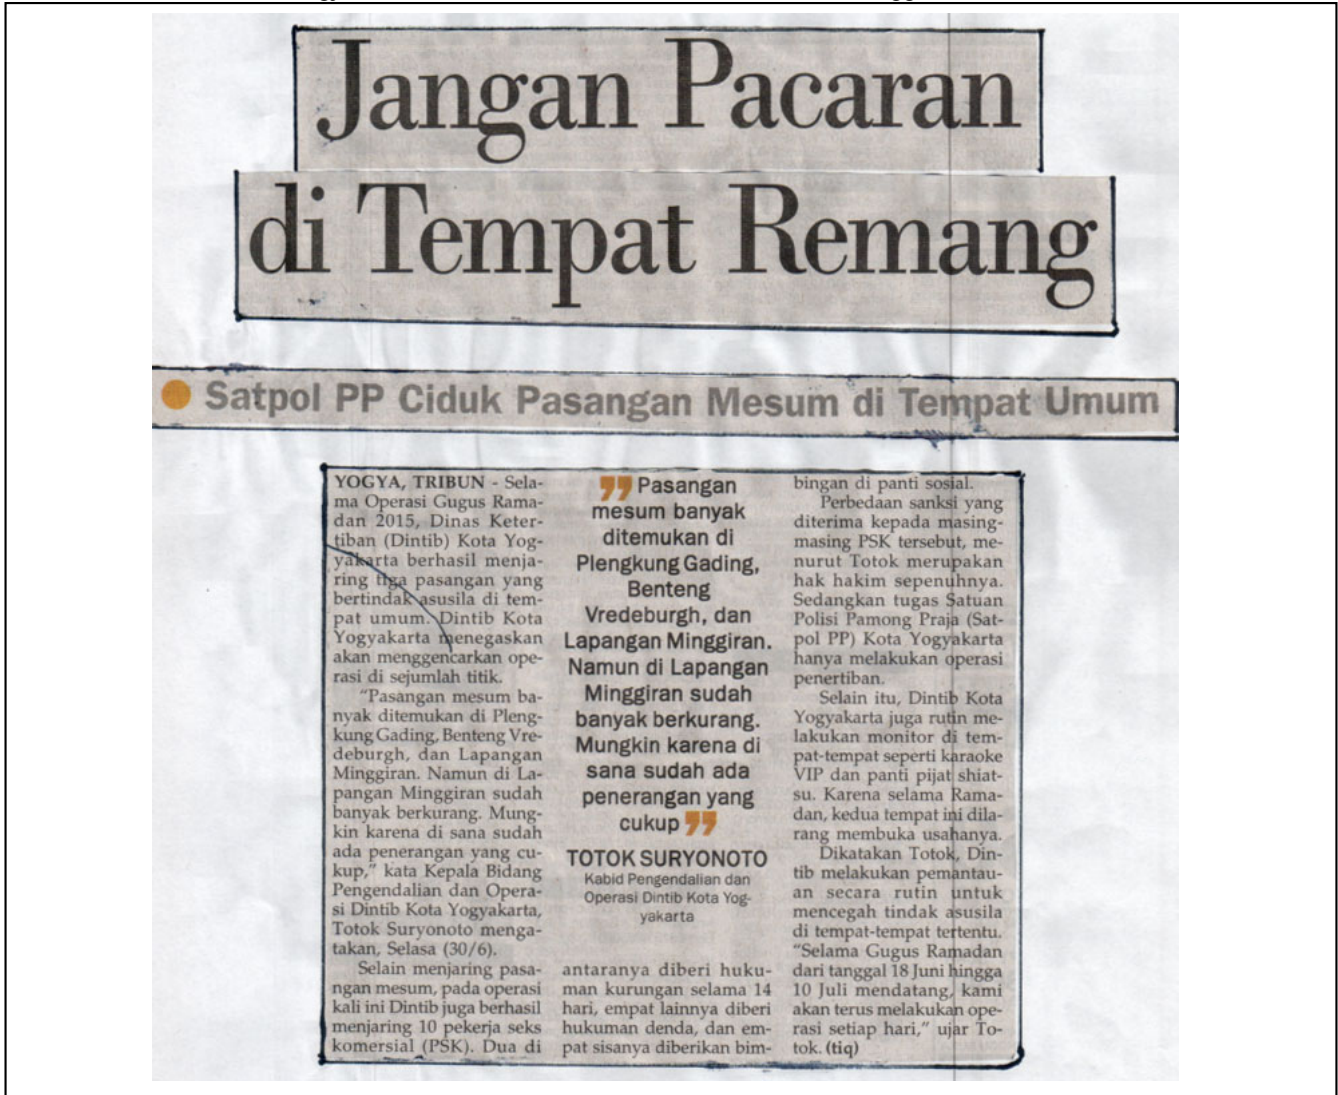 Jangan Pacaran
di Tempat Remang
Satpol PP Ciduk Pasangan Mesum di Tempat Umum
YOGYA, TRIBUN - Sela-
ma Operasi Gugus Rama-
dan 2015, Dinas Keter-
tiban (Dintib) Kota Yog-
yakarta berhasil menja-
ring tiga pasangan yang
bertindak asusila di tem-
pat umum. Dintib Kota
Yogyakarta menegaskan
akan menggencarkan ope-
rasi di sejumlah titik.
"Pasangan mesum ba-
nyak ditemukan di Pleng-
kung Gading, Benteng Vre-
deburgh, dan Lapangan
Minggiran. Namun di La-
pangan Minggiran sudah
banyak berkurang. Mung-
kin karena di sana sudah
ada penerangan yang cu-
kup," kata Kepala Bidang
Pengendalian dan Opera-
si Dintib Kota Yogyakarta,
Totok Suryonoto menga-
takan, Selasa (30/6).
Selain menjaring pasa-
ngan mesum, pada operasi
kali ini Dintib juga berhasil
menjaring 10 pekerja seks
komersial (PSK). Dua di
"Pasangan
mesum banyak
ditemukan di
Plengkung Gading,
Benteng
Vredeburgh, dan
Lapangan Minggiran.
Namun di Lapangan
Minggiran sudah
banyak berkurang.
Mungkin karena di
sana sudah ada
penerangan yang
cukup"
TOTOK SURYONOTO
Kabid Pengendalian dan
Operasi Dintib Kota Yog-
yakarta
antaranya diberi huku-
man kurungan selama 14
hari, empat lainnya diberi
hukuman denda, dan em-
pat sisanya diberikan bim-
bingan di panti sosial.
Perbedaan sanksi yang
diterima kepada masing-
masing PSK tersebut, me-
nurut Totok merupakan
hak hakim sepenuhnya.
Sedangkan tugas Satuan
Polisi Pamong Praja (Sat-
pol PP) Kota Yogyakarta
hanya melakukan operasi
penertiban.
Selain itu, Dintib Kota
Yogyakarta juga rutin me-
lakukan monitor di tem-
pat-tempat seperti karaoke
VIP dan panti pijat shiat-
su. Karena selama Rama-
dan, kedua tempat ini dila-
rang membuka usahanya.
Dikatakan Totok, Din-
tib melakukan pemantau-
an secara rutin untuk
mencegah tindak asusila
di tempat-tempat tertentu.
"Selama Gugus Ramadan
dari tanggal 18 Juni hingga
10 Juli mendatang, kami
akan terus melakukan ope-
rasi setiap hari," ujar To-
tok. (tiq)